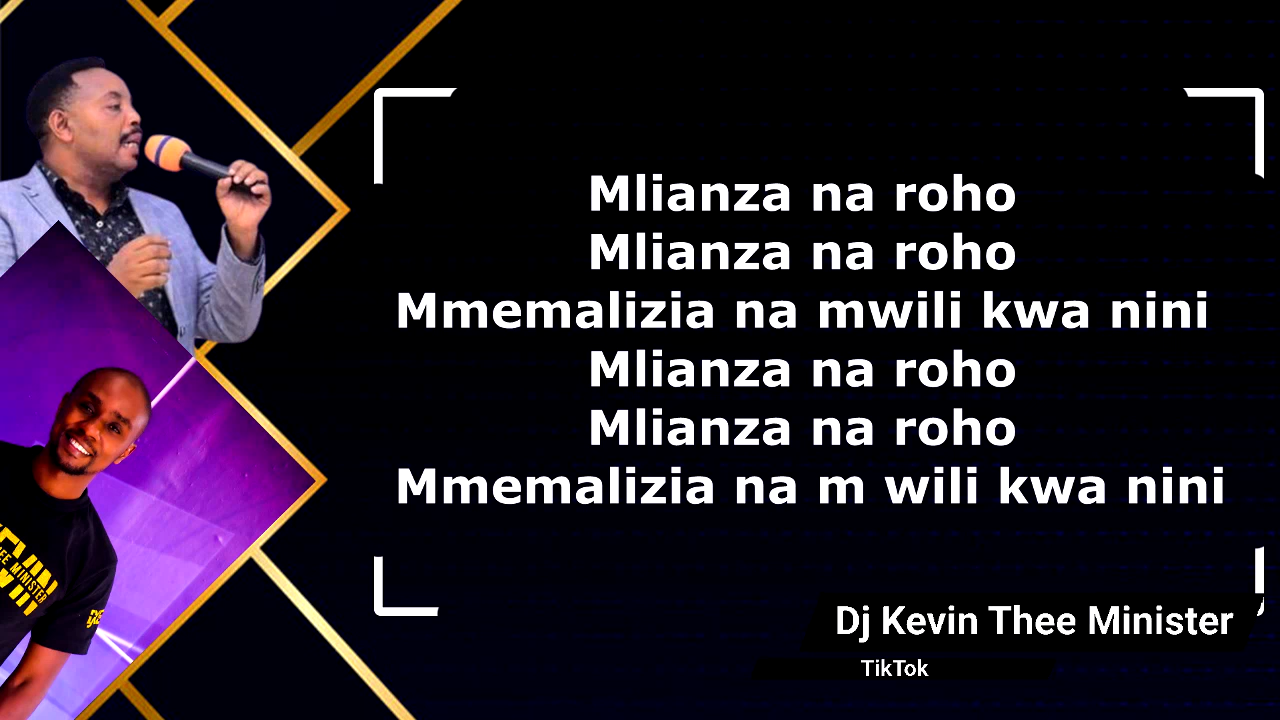 Mlianza na roho
Mlianza na roho
Mmemalizia na mwili kwa nini
Mlianza na roho
Mlianza na roho
Mmemalizia na m wili kwa nini
Dj Kevin Thee Minister
TikTok